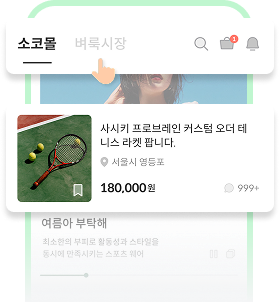 소코몰 벼룩시장
1
사시키 프로브레인 커스텀 오더 테
니스 라켓 팝니다.
서울시 영등포
180,000원 999+
여름아 부탁해
최소한의 부피로 활동성과 스타일을
동시에 만족시키는 스포츠 웨어